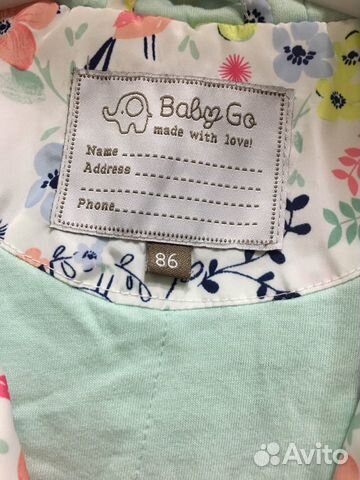 Baby Go
made with love!
Name
Address
Phone
86
Avito